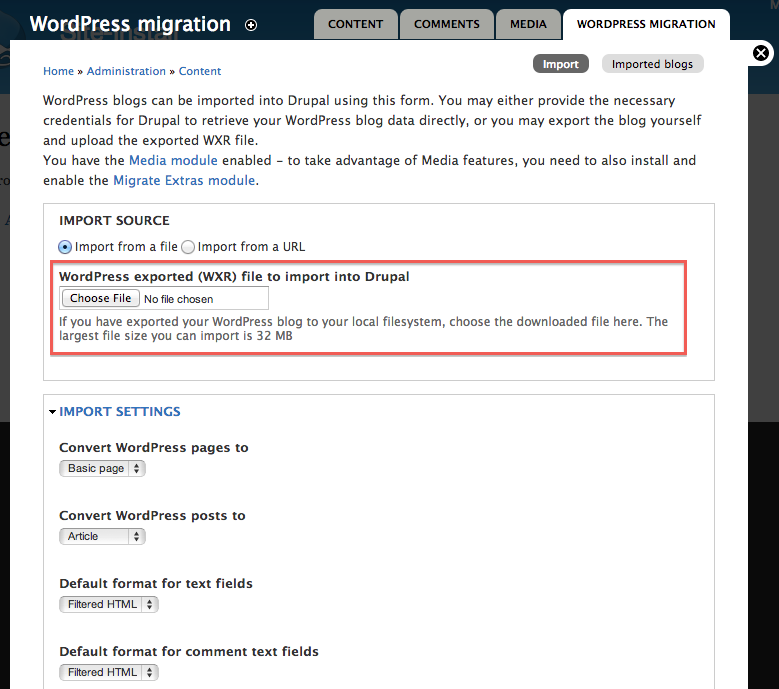 WordPress migration
CONTENT
COMMENTS
MEDIA
WORDPRESS MIGRATION
Home » Administration » Content
Import
Imported blogs
WordPress blogs can be imported into Drupal using this form. You may either provide the necessary
credentials for Drupal to retrieve your WordPress blog data directly, or you may export the blog yourself
and upload the exported WXR file.
You have the Media module enabled – to take advantage of Media features, you need to also install and
enable the Migrate Extras module.
IMPORT SOURCE
Import from a file Import from a URL
WordPress exported (WXR) file to import into Drupal
Choose File No file chosen
If you have exported your WordPress blog to your local filesystem, choose the downloaded file here. The
largest file size you can import is 32 MB
IMPORT SETTINGS
Convert WordPress pages to
Basic page
Convert WordPress posts to
Article
Default format for text fields
Filtered HTML
Default format for comment text fields
Filtered HTML